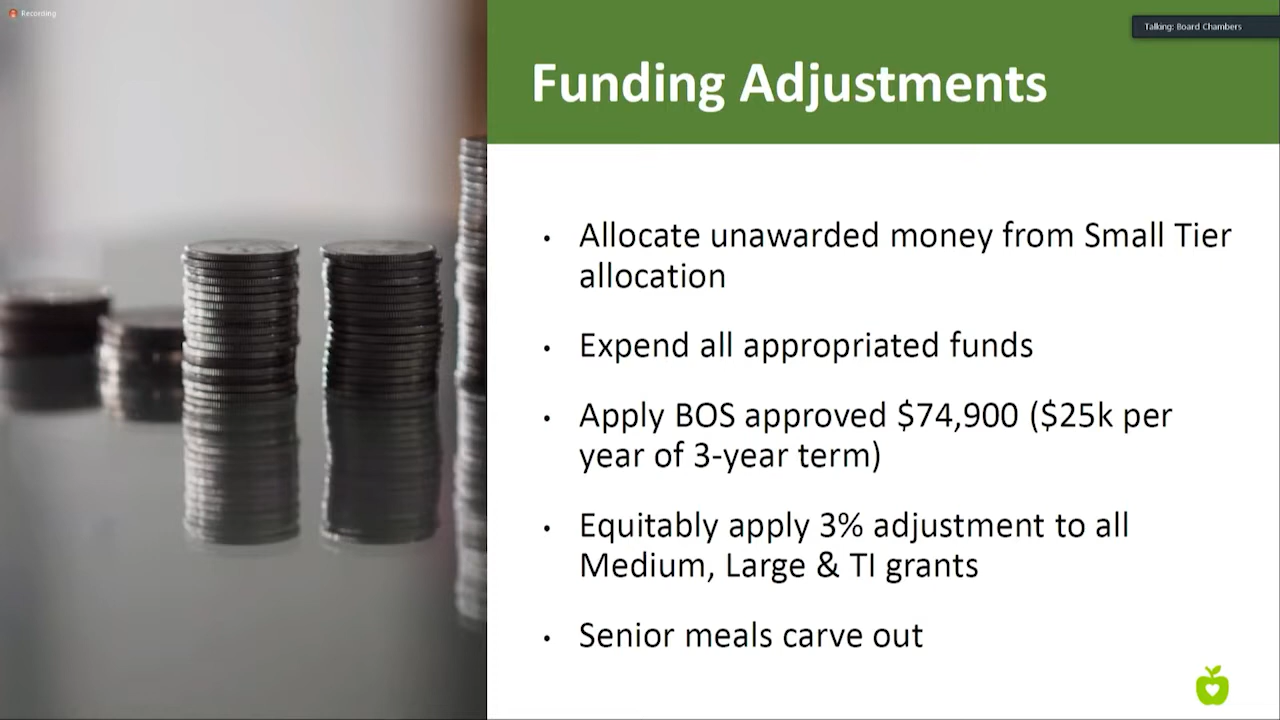 Recording
Talking: Board Chambers
Funding Adjustments
• Allocate unawarded money from Small Tier
allocation
• Expend all appropriated funds
• Apply BOS approved $74,900 ($25k per
year of 3-year term)
• Equitably apply 3% adjustment to all
Medium, Large & TI grants
• Senior meals carve out